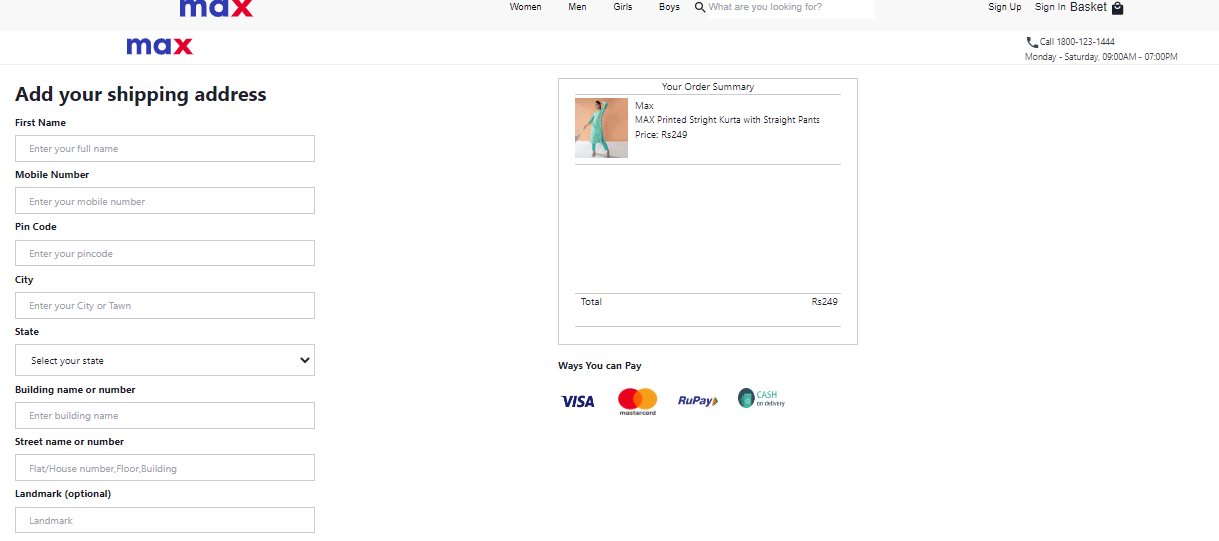 max
Women Men Girls Boys What are you looking for? Sign Up Sign In Basket
max
Call 1800-123-1444
Monday - Saturday, 09:00AM - 07:00PM
Add your shipping address
First Name
Enter your full name
Mobile Number
Enter your mobile number
Pin Code
Enter your pincode
City
Enter your City or Tawn
State
Select your state
Building name or number
Enter building name
Street name or number
Flat/House number,Floor,Building
Landmark (optional)
Landmark
Your Order Summary
Max
MAX Printed Stright Kurta with Straight Pants
Price: Rs249
Total Rs249
Ways You can Pay
VISA mastercard RuPay CASH
on delivery